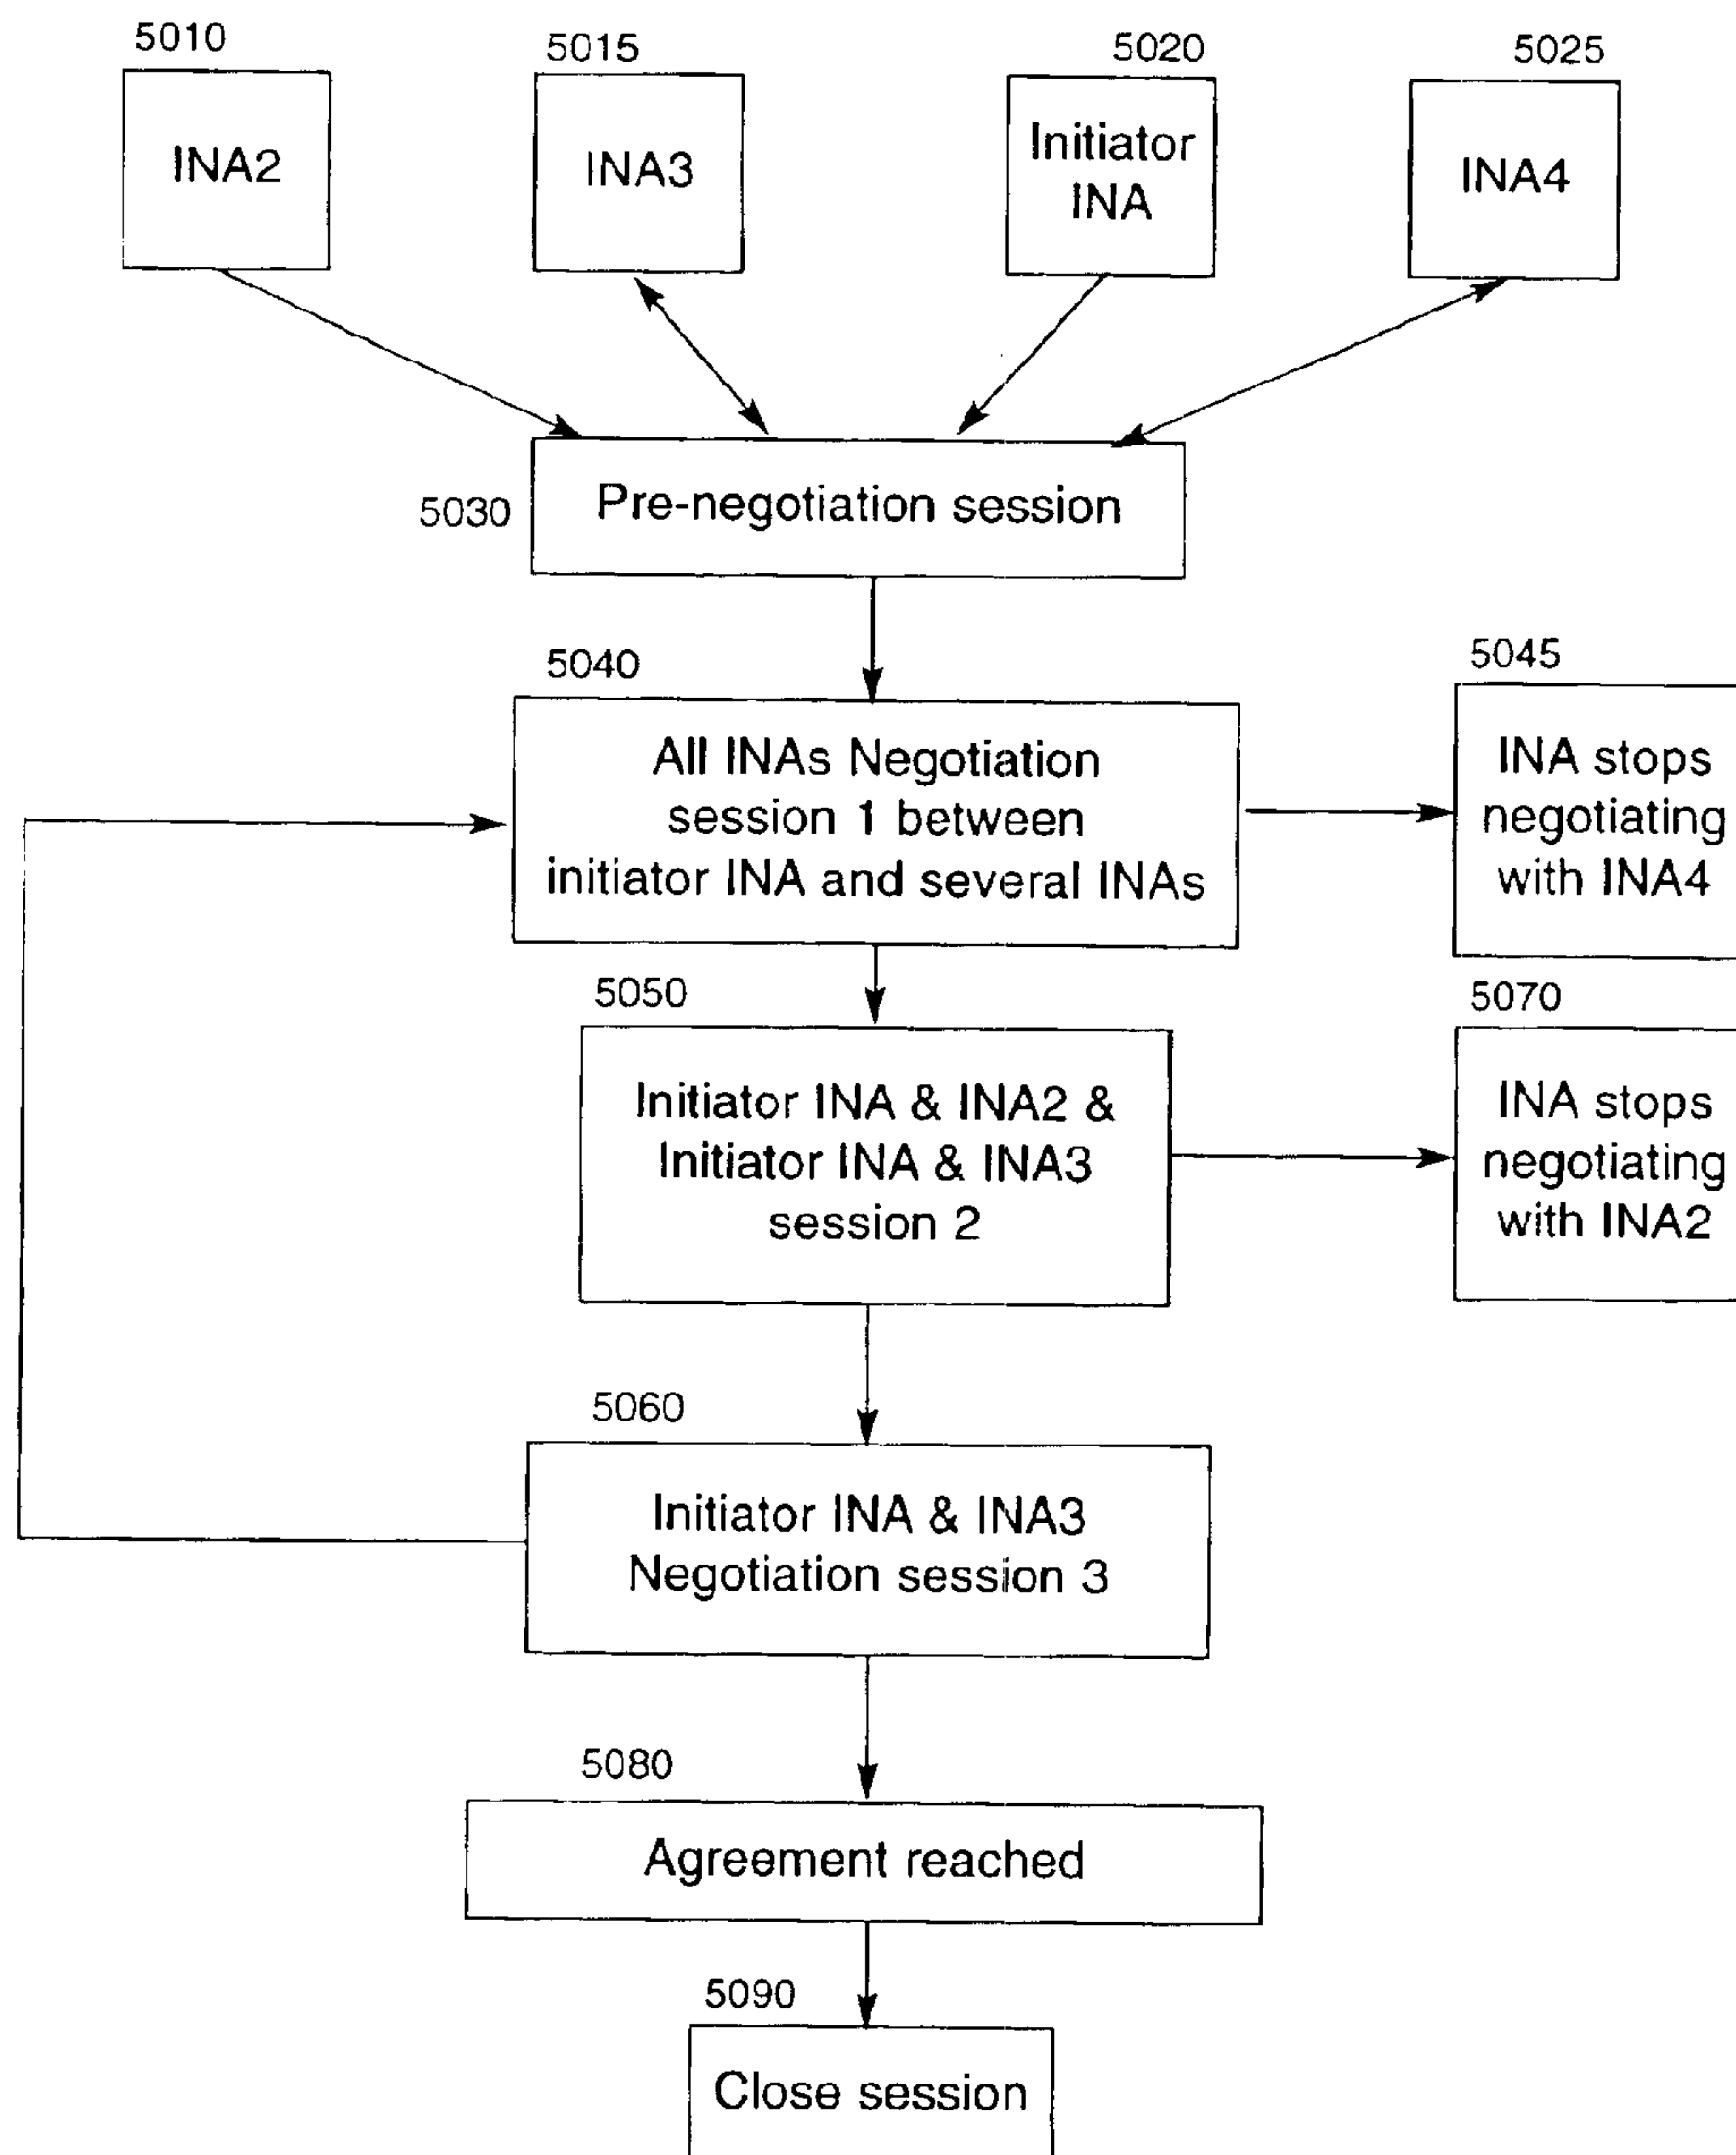 5010
5015
5020
5025
INA2
INA3
Initiator
INA
INA4
5030
Pre-negotiation session
5040
All INAs Negotiation
session 1 between
initiator INA and several INAs
5045
INA stops
negotiating
with INA4
5050
Initiator INA & INA2 &
Initiator INA & INA3
session 2
5070
INA stops
negotiating
with INA2
5060
Initiator INA & INA3
Negotiation session 3
5080
Agreement reached
5090
Close session